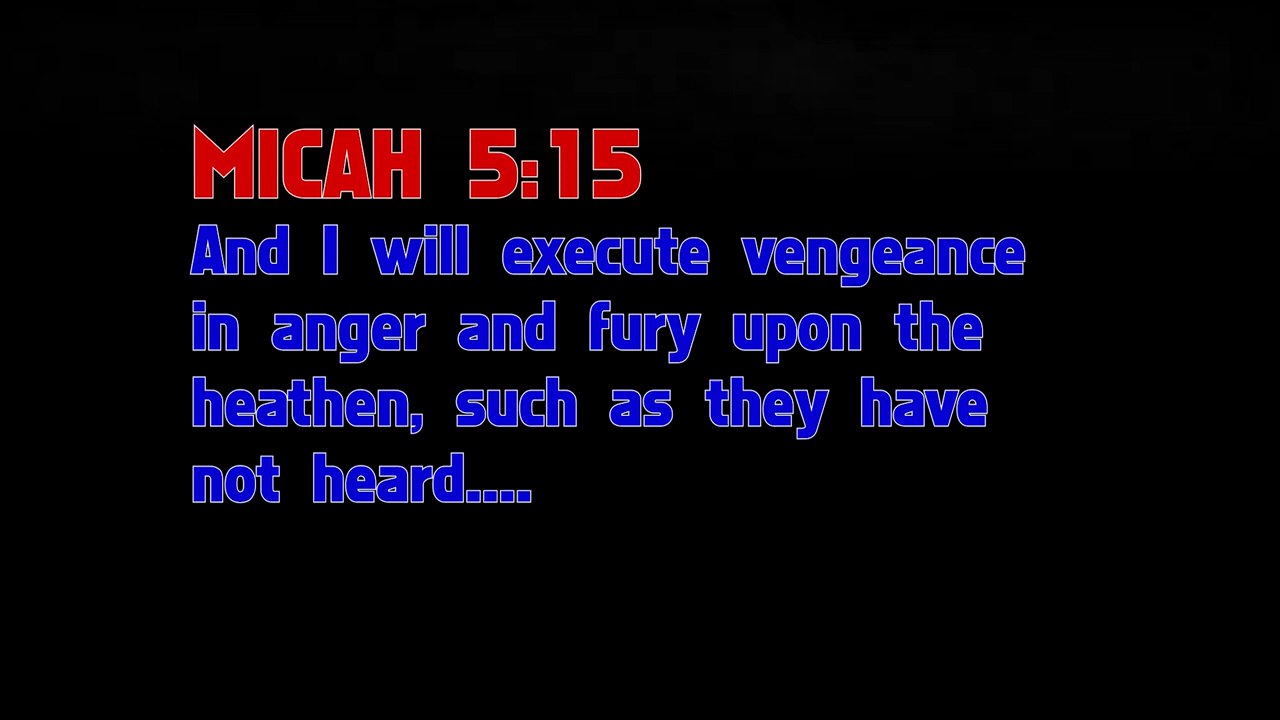 MICAH 5:15
And I will execute vengeance
in anger and fury upon the
heathen, such as they have
not heard....